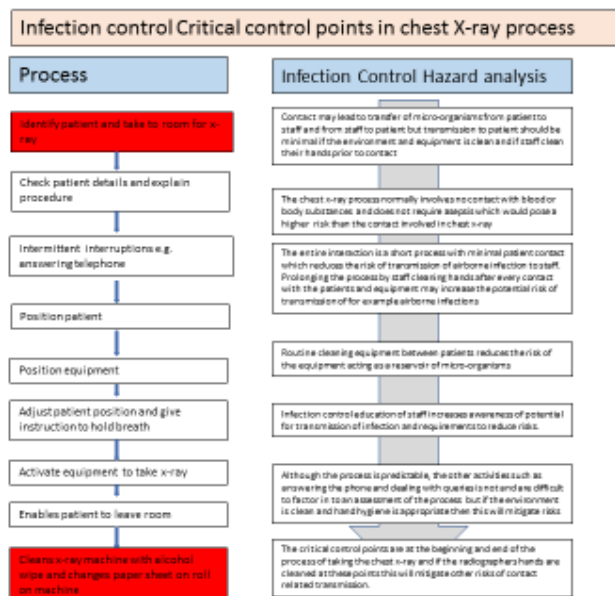 Infection control Critical control points in chest X-ray process
Process
Identify patient and take to room for x-
ray
Check patient details and explain
procedure
Intermittent interruptions e.g.
answering telephone
Position patient
Position equipment
Adjust patient position and give
instruction to hold breath
Activate equipment to take x-ray
Enables patient to leave room
Cleans x-ray machine with alcohol
wipe and changes paper sheet on roll
on machine
Infection Control Hazard analysis
Contact may lead to transfer of micro-organisms from patient to
staff and from staff to patient but transmission to patient should be
minimal if the environment and equipment is clean and if staff clean
their hands prior to contact
The chest x-ray process normally involves no contact with blood or
body substances and does not require asepsis which would pose a
higher risk than the contact involved in chest x-ray
The entire interaction is a short process with minimal patient contact
which reduces the risk of transmission of airborne infection to staff.
Prolonging the process by staff cleaning hands after every contact
with the patients and equipment may increase the potential risk of
transmission of for example airborne infections
Routine cleaning equipment between patients reduces the risk of
the equipment acting as a reservoir of micro-organisms
Infection control education of staff increases awareness of potential
for transmission of infection and requirements to reduce risks.
Although the process is predictable, the other activities such as
answering the phone and dealing with queries is not and are difficult
to factor in to an assessment of the process but if the environment
is clean and hand hygiene is appropriate then this will mitigate risks
The critical control points are at the beginning and end of the
process of taking the chest x-ray and if the radiographers hands are
cleaned at these points this will mitigate other risks of contact
related transmission.